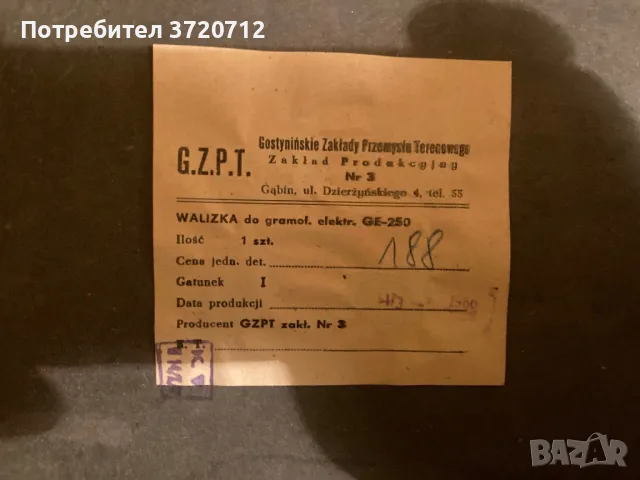 Потребител 3720712
G.Z.P.T.
Gostynińskie Zakłady Przemysłu Terenowego
Zakład Produkcyjny
Nr 3
Gąbin, ul. Dzierżyńskiego 4, tel. 55
WALIZKA do gramof. elektr. GE-250
Ilość 1 szt.
Cena jedn. det. 188
Gatunek I
Data produkcji
Producent GZPT zakł. Nr 3
BAZAR